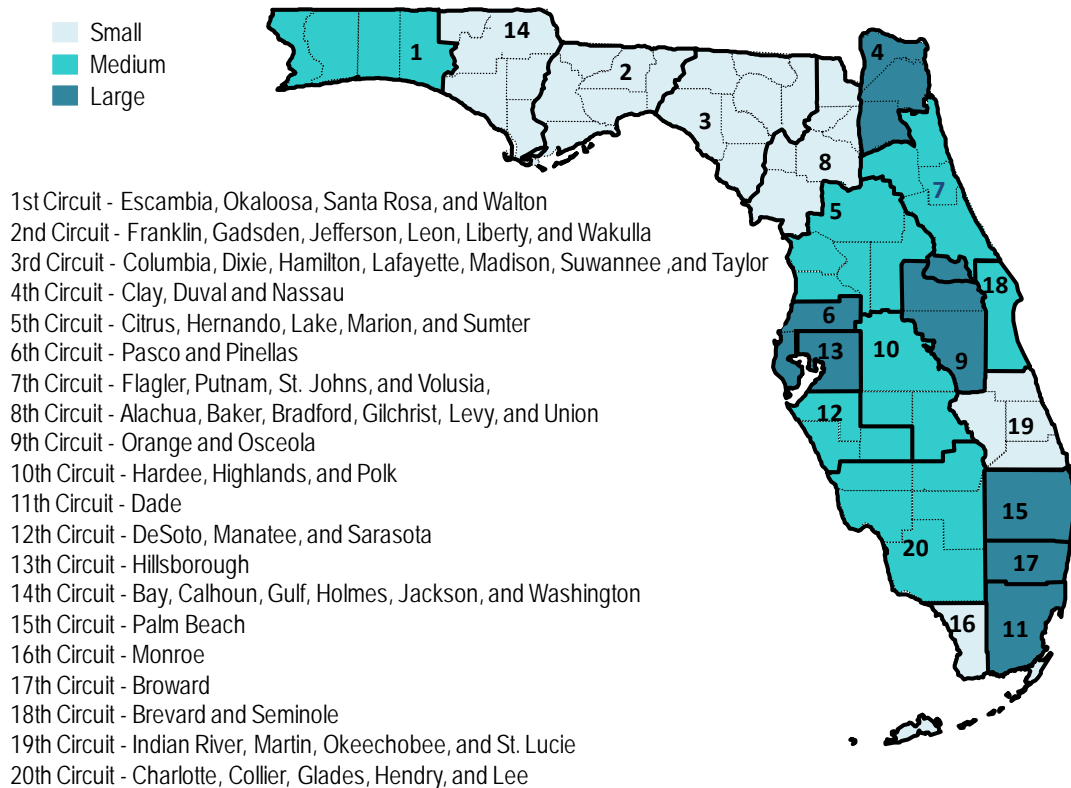 Small
Medium
Large
1
14
2
3
4
8
7
5
18
6
13
10
9
12
19
15
20
17
16
11
1st Circuit - Escambia, Okaloosa, Santa Rosa, and Walton
2nd Circuit - Franklin, Gadsden, Jefferson, Leon, Liberty, and Wakulla
3rd Circuit - Columbia, Dixie, Hamilton, Lafayette, Madison, Suwannee ,and Taylor
4th Circuit - Clay, Duval and Nassau
5th Circuit - Citrus, Hernando, Lake, Marion, and Sumter
6th Circuit - Pasco and Pinellas
7th Circuit - Flagler, Putnam, St. Johns, and Volusia,
8th Circuit - Alachua, Baker, Bradford, Gilchrist, Levy, and Union
9th Circuit - Orange and Osceola
10th Circuit - Hardee, Highlands, and Polk
11th Circuit - Dade
12th Circuit - DeSoto, Manatee, and Sarasota
13th Circuit - Hillsborough
14th Circuit - Bay, Calhoun, Gulf, Holmes, Jackson, and Washington
15th Circuit - Palm Beach
16th Circuit - Monroe
17th Circuit - Broward
18th Circuit - Brevard and Seminole
19th Circuit - Indian River, Martin, Okeechobee, and St. Lucie
20th Circuit - Charlotte, Collier, Glades, Hendry, and Lee